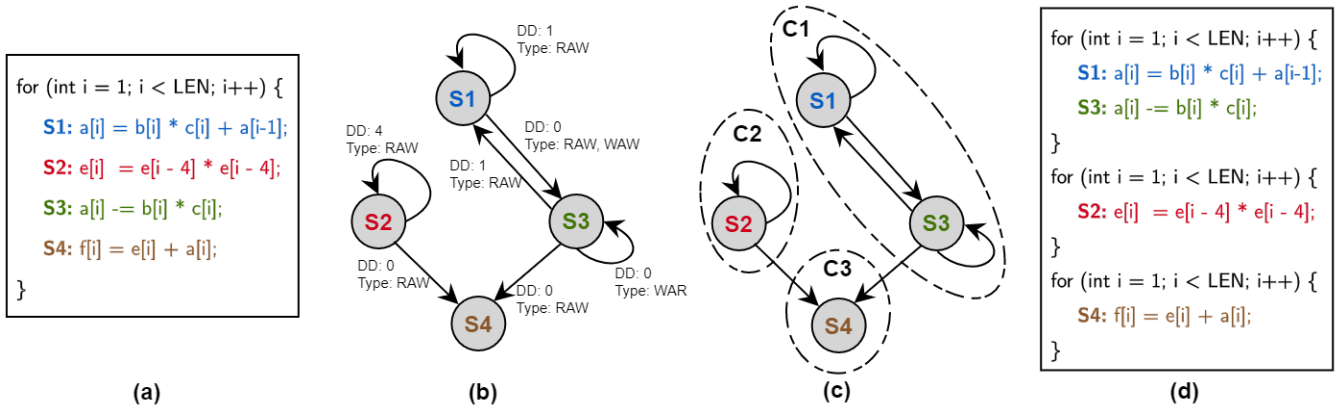 for (int i = 1; i < LEN; i++) {
S1: a[i] = b[i] * c[i] + a[i-1];
S2: e[i] = e[i - 4] * e[i - 4];
S3: a[i] -= b[i] * c[i];
S4: f[i] = e[i] + a[i];
}
(a)
DD: 1
Type: RAW
S1
DD: 0
Type: RAW, WAW
DD: 4
Type: RAW
DD: 1
Type: RAW
S2
S3
DD: 0
Type: RAW
DD: 0
Type: RAW
DD: 0
Type: WAR
S4
(b)
C1
S1
C2
S2
S3
C3
S4
(c)
for (int i = 1; i < LEN; i++) {
S1: a[i] = b[i] * c[i] + a[i-1];
S3: a[i] -= b[i] * c[i];
}
for (int i = 1; i < LEN; i++) {
S2: e[i] = e[i - 4] * e[i - 4];
}
for (int i = 1; i < LEN; i++) {
S4: f[i] = e[i] + a[i];
}
(d)